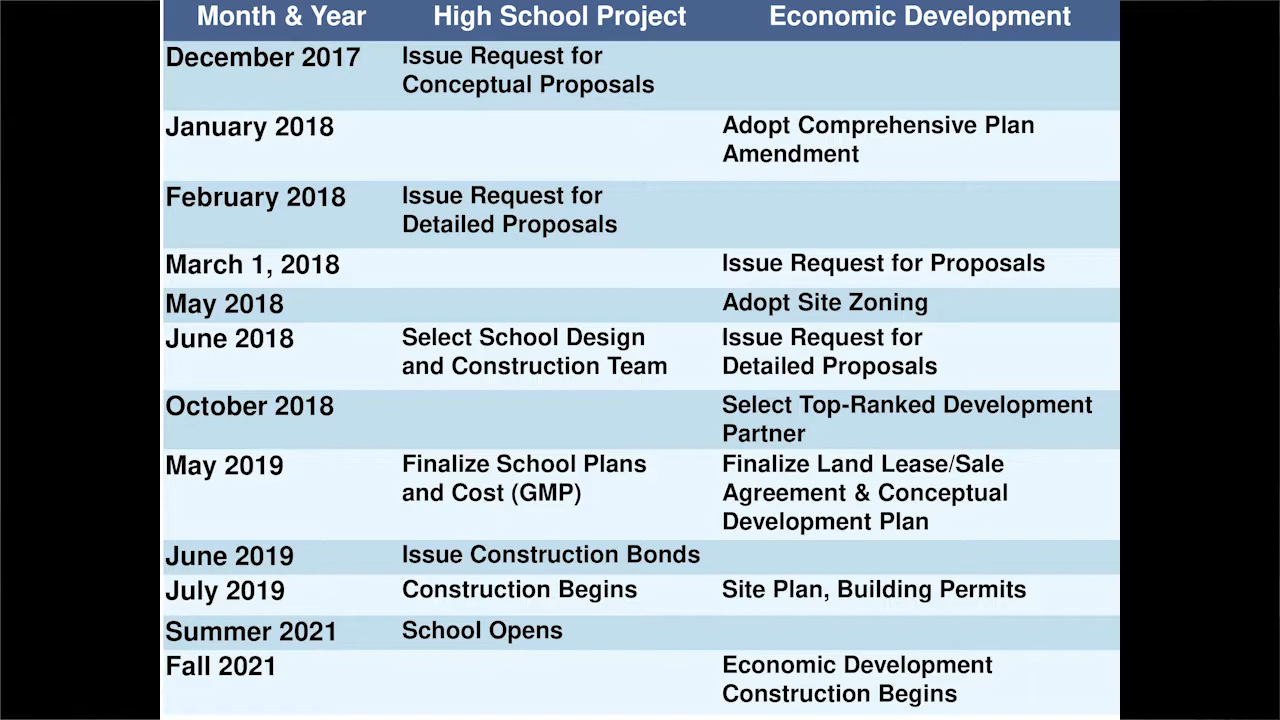 Month & Year High School Project Economic Development
December 2017 Issue Request for
Conceptual Proposals
January 2018 Adopt Comprehensive Plan
Amendment
February 2018 Issue Request for
Detailed Proposals
March 1, 2018 Issue Request for Proposals
May 2018 Adopt Site Zoning
June 2018 Select School Design Issue Request for
and Construction Team Detailed Proposals
October 2018 Select Top-Ranked Development
Partner
May 2019 Finalize School Plans Finalize Land Lease/Sale
and Cost (GMP) Agreement & Conceptual
Development Plan
June 2019 Issue Construction Bonds
July 2019 Construction Begins Site Plan, Building Permits
Summer 2021 School Opens
Fall 2021 Economic Development
Construction Begins